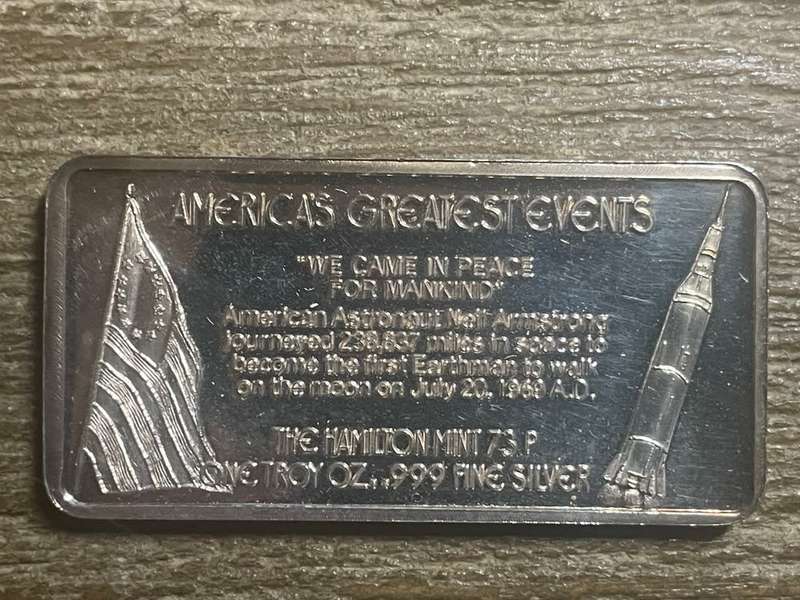 AMERICA'S GREATEST EVENTS
"WE CAME IN PEACE
FOR MANKIND"
American Astronaut Neil Armstrong
journeyed 238,857 miles in space to
become the first Earthman to walk
on the moon on July 20, 1969 A.D.
THE HAMILTON MINT 73 P
ONE TROY OZ. .999 FINE SILVER